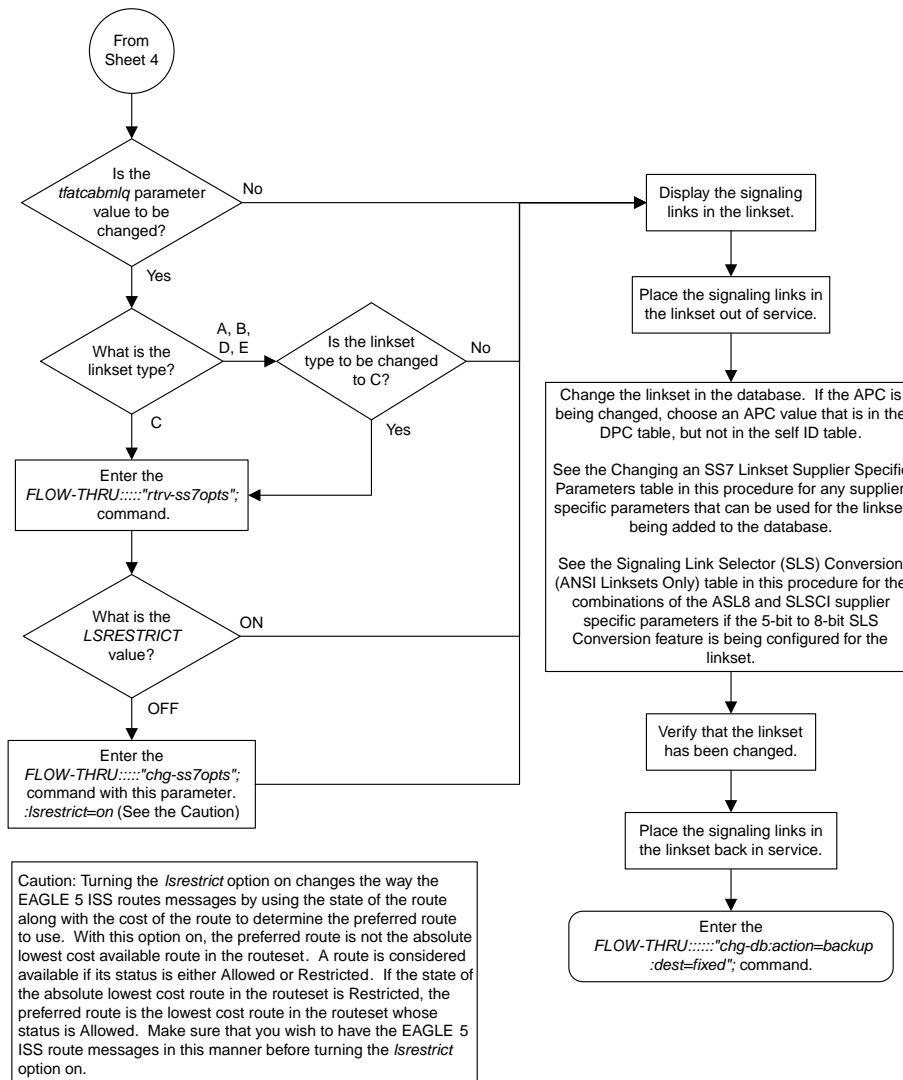 From
Sheet 4
Is the
tfatcabmlq parameter
value to be
changed?
No
Yes
What is the
linkset type?
A, B,
D, E
C
Is the linkset
type to be changed
to C?
No
Yes
Enter the
FLOW-THRU:::::"rtrv-ss7opts";
command.
What is the
LSRESTRICT
value?
ON
OFF
Enter the
FLOW-THRU:::::"chg-ss7opts";
command with this parameter.
:lsrestrict=on (See the Caution)
Display the signaling
links in the linkset.
Place the signaling links in
the linkset out of service.
Change the linkset in the database. If the APC is
being changed, choose an APC value that is in the
DPC table, but not in the self ID table.
See the Changing an SS7 Linkset Supplier Specific
Parameters table in this procedure for any supplier
specific parameters that can be used for the linkset
being added to the database.
See the Signaling Link Selector (SLS) Conversion
(ANSI Linksets Only) table in this procedure for the
combinations of the ASL8 and SLSCI supplier
specific parameters if the 5-bit to 8-bit SLS
Conversion feature is being configured for the
linkset.
Verify that the linkset
has been changed.
Place the signaling links in
the linkset back in service.
Enter the
FLOW-THRU::::::"chg-db:action=backup
:dest=fixed"; command.
Caution: Turning the lsrestrict option on changes the way the
EAGLE 5 ISS routes messages by using the state of the route
along with the cost of the route to determine the preferred route
to use. With this option on, the preferred route is not the absolute
lowest cost available route in the routeset. A route is considered
available if its status is either Allowed or Restricted. If the state of
the absolute lowest cost route in the routeset is Restricted, the
preferred route is the lowest cost route in the routeset whose
status is Allowed. Make sure that you wish to have the EAGLE 5
ISS route messages in this manner before turning the lsrestrict
option on.